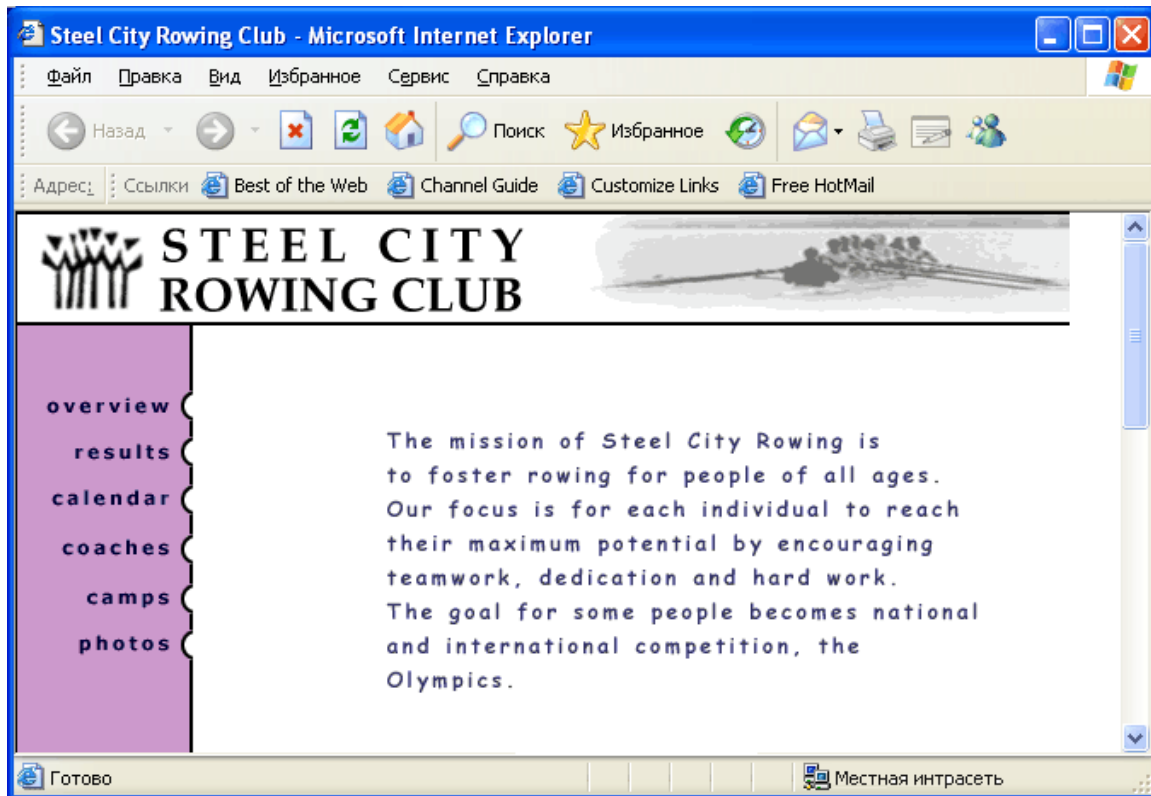 Steel City Rowing Club - Microsoft Internet Explorer
Файл Правка Вид Избранное Сервис Справка
Назад Поиск Избранное
Адрес: Ссылки Best of the Web Channel Guide Customize Links Free HotMail
STEEL CITY
ROWING CLUB
overview
results
calendar
coaches
camps
photos
The mission of Steel City Rowing is
to foster rowing for people of all ages.
Our focus is for each individual to reach
their maximum potential by encouraging
teamwork, dedication and hard work.
The goal for some people becomes national
and international competition, the
Olympics.
Готово Местная интрасеть